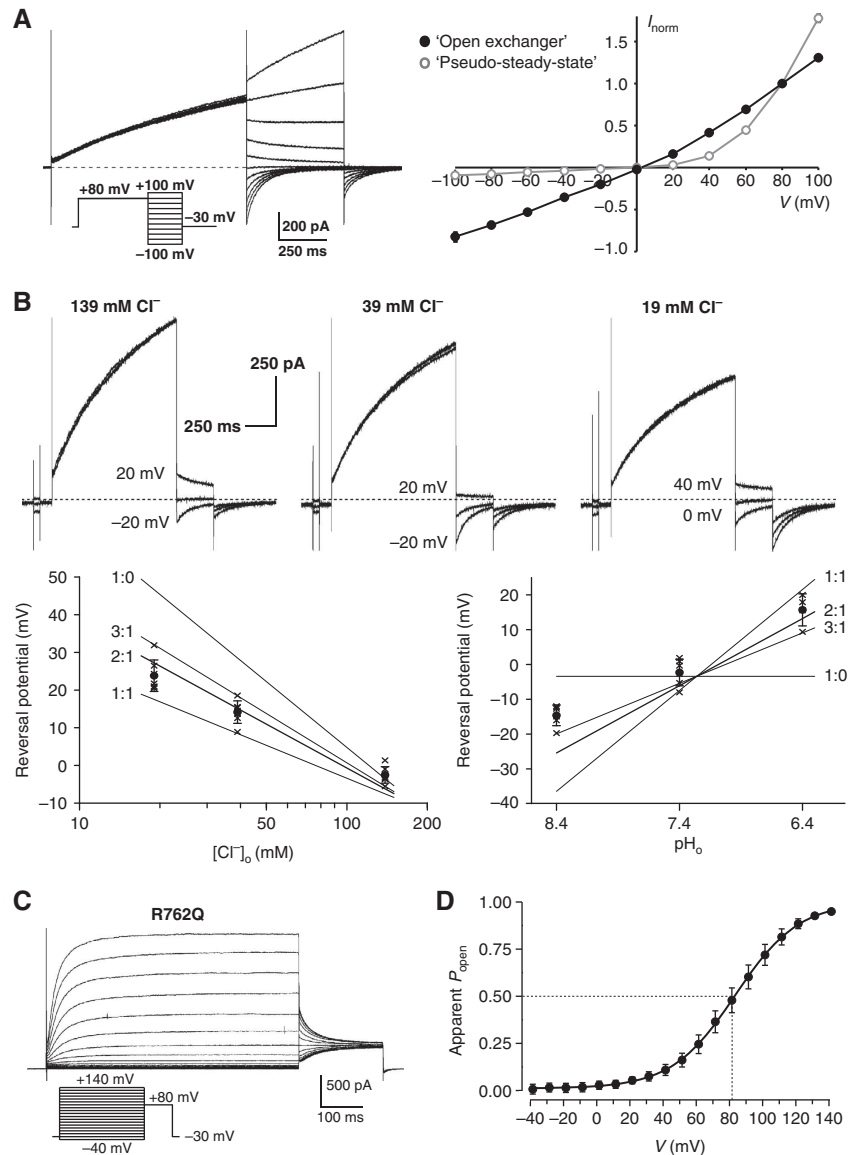 A
+80 mV
+100 mV
−30 mV
−100 mV
200 pA
250 ms
'Open exchanger'
'Pseudo-steady-state'
Inorm
1.5
1.0
0.5
−0.5
−1.0
−100 −80 −60 −40 −20 20 40 60 80 100
V (mV)
B
139 mM Cl⁻
39 mM Cl⁻
19 mM Cl⁻
250 pA
250 ms
20 mV
−20 mV
20 mV
−20 mV
40 mV
0 mV
Reversal potential (mV)
50
40
30
20
10
0
−10
1:0
3:1
2:1
1:1
10 50 100 200
[Cl⁻]o (mM)
Reversal potential (mV)
20
10
0
−10
−20
−30
−40
1:1
2:1
3:1
1:0
8.4 7.4 6.4
pHo
C
R762Q
+140 mV
+80 mV
−30 mV
−40 mV
500 pA
100 ms
D
Apparent Popen
1.00
0.75
0.50
0.25
0.00
−40 −20 0 20 40 60 80 100 120 140
V (mV)